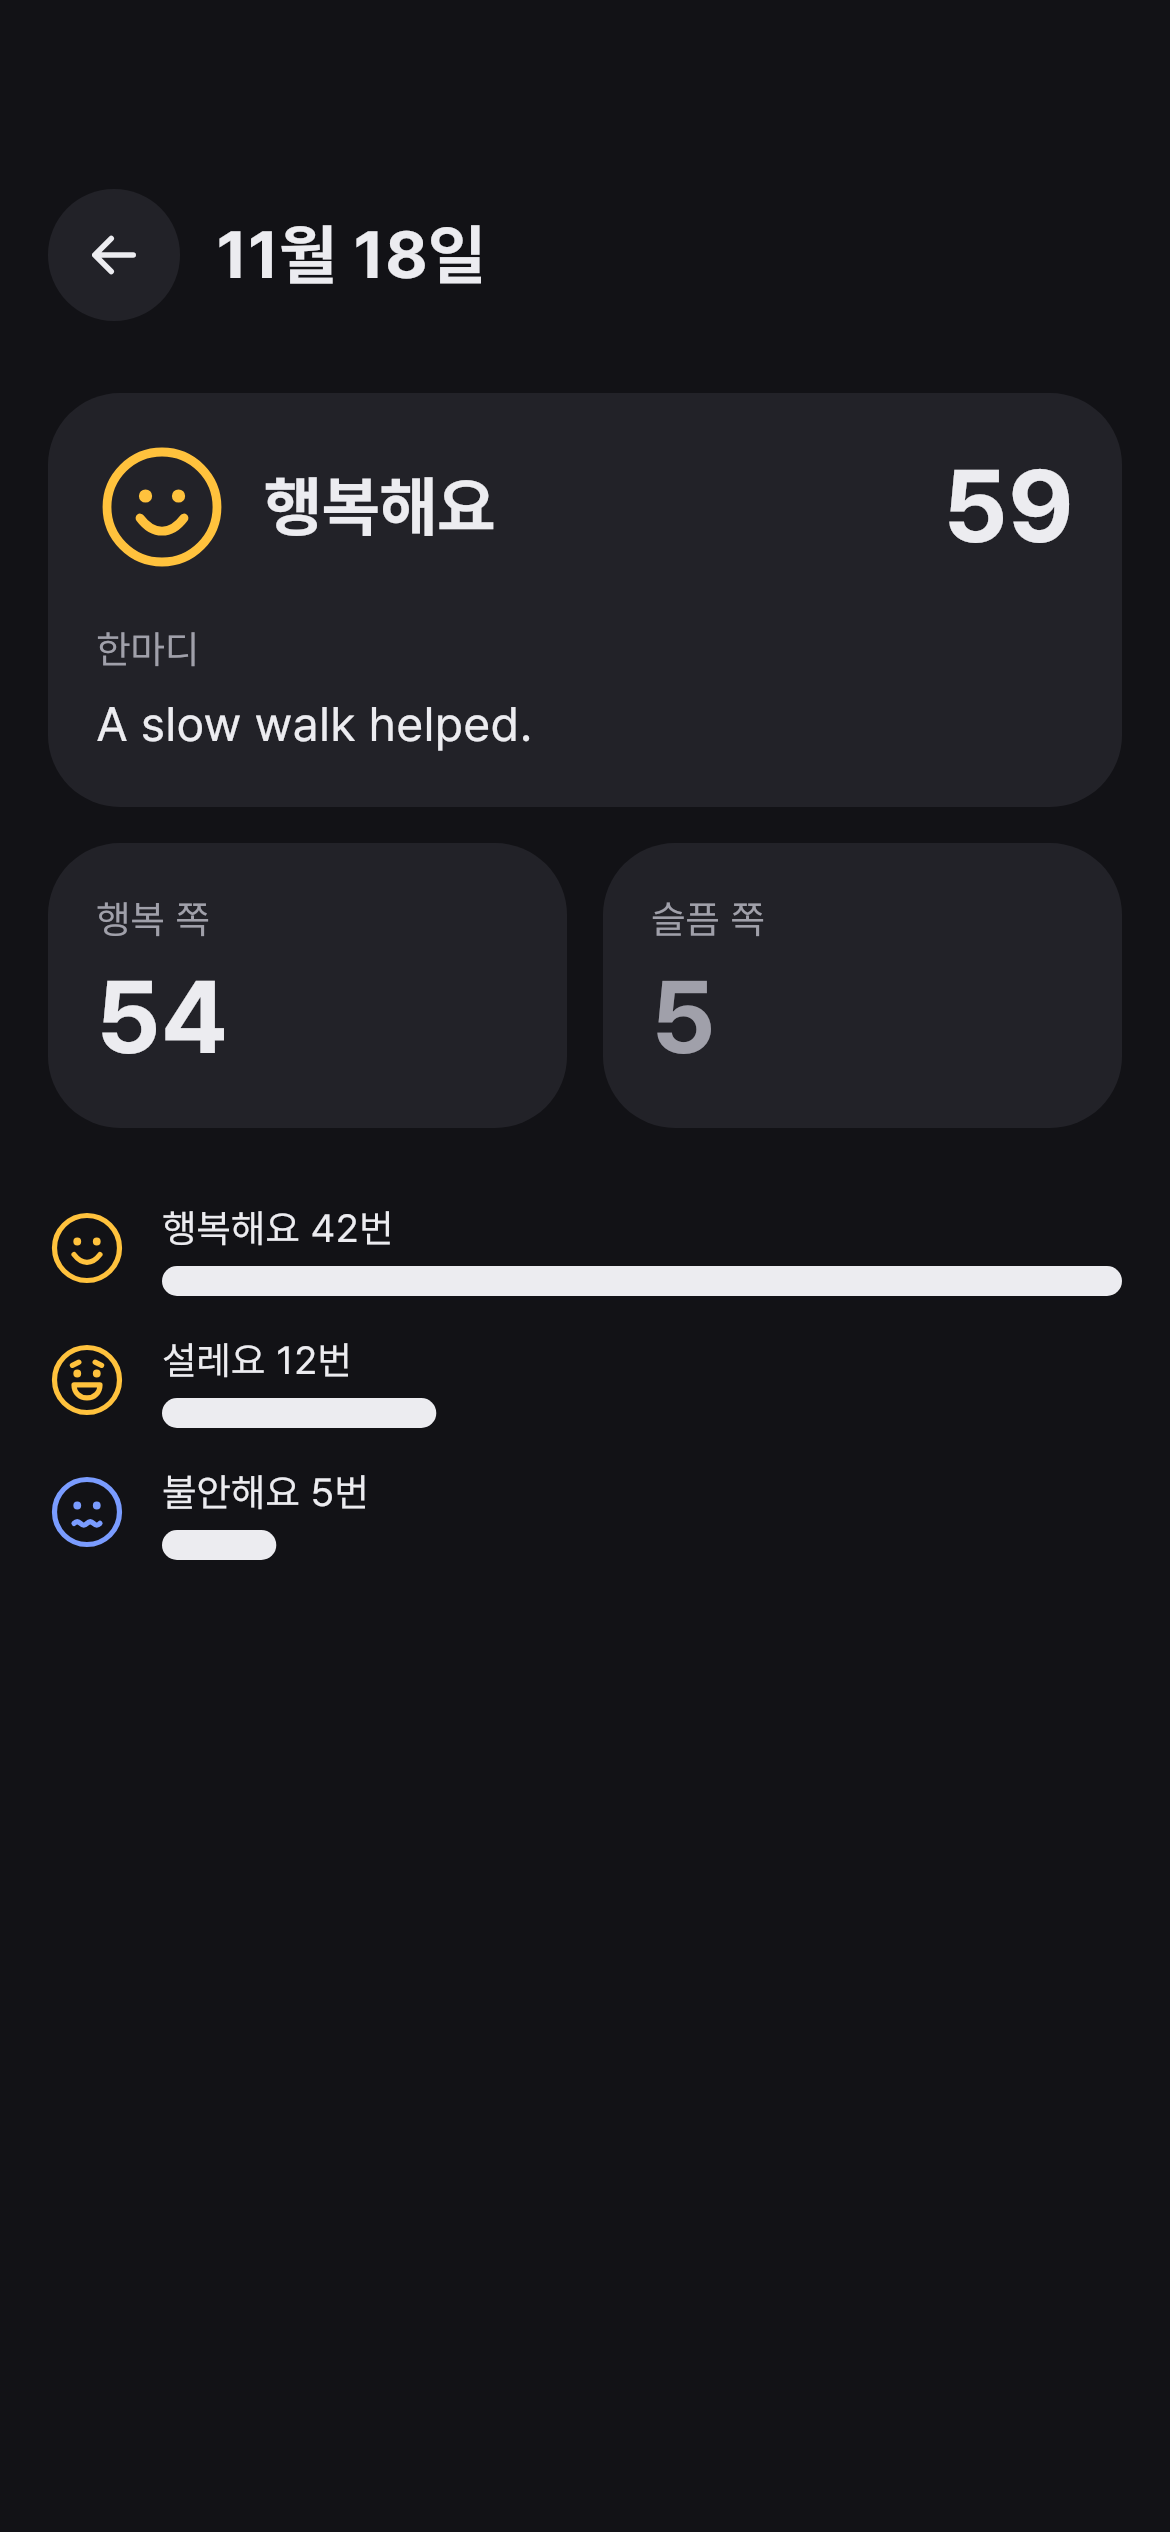 11월 18일
행복해요
59
한마디
A slow walk helped.
행복 쪽
54
슬픔 쪽
5
행복해요 42번
설레요 12번
불안해요 5번